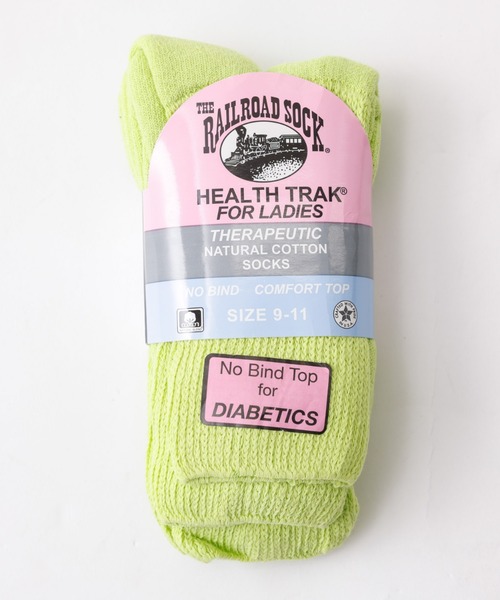 THE
RAILROAD SOCK®
HEALTH TRAK®
FOR LADIES
THERAPEUTIC
NATURAL COTTON
SOCKS
NO BIND COMFORT TOP
SIZE 9-11
No Bind Top
for
DIABETICS